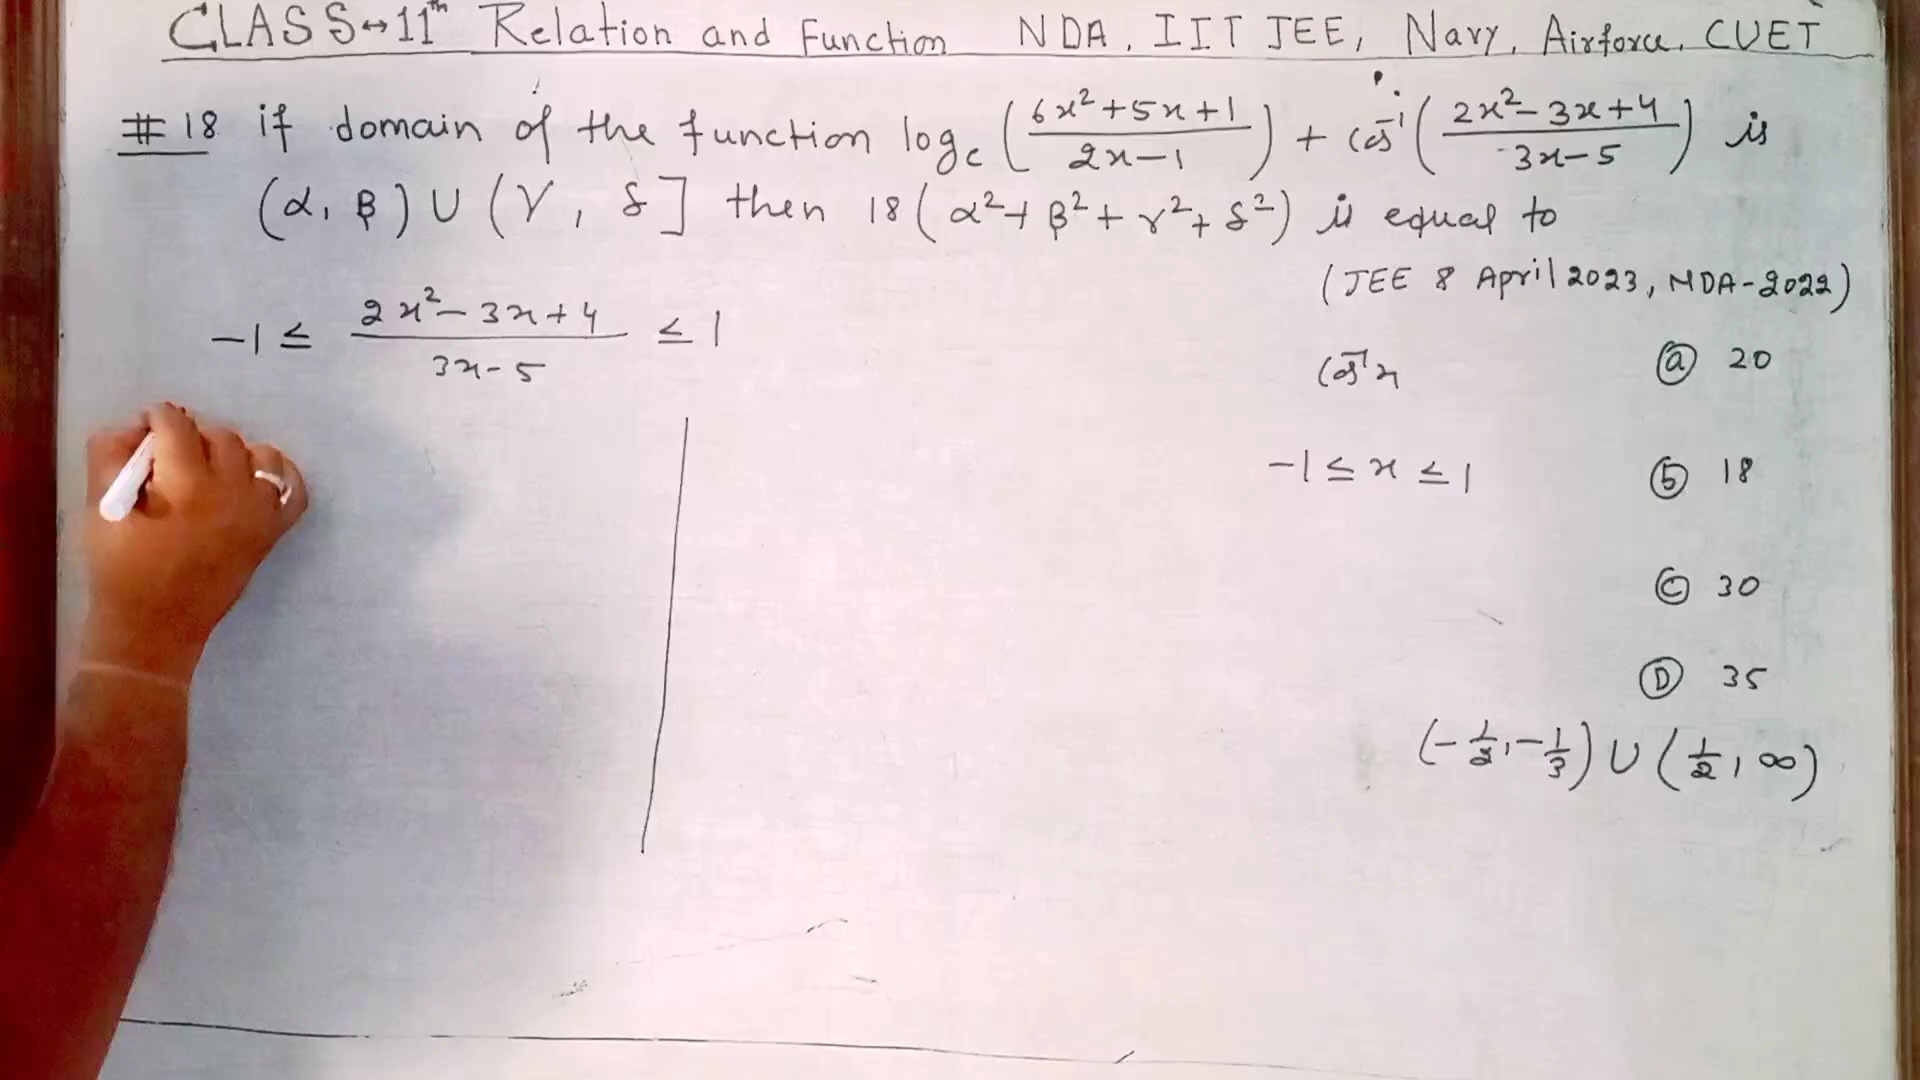 CLASS→11th Relation and Function NDA, IIT JEE, Navy, Airforce, CUET
#18 if domain of the function logₑ((6x²+5x+1)/(2x-1)) + cos⁻¹((2x²-3x+4)/(3x-5)) is
(α, β) ∪ (γ, δ] then 18(α²+β²+γ²+δ²) is equal to
(JEE 8 April 2023, NDA-2022)
-1 ≤ (2x²-3x+4)/(3x-5) ≤ 1
cos⁻¹x
ⓐ 20
-1 ≤ x ≤ 1
ⓑ 18
ⓒ 30
Ⓓ 35
(-1/2, -1/3) ∪ (1/2, ∞)